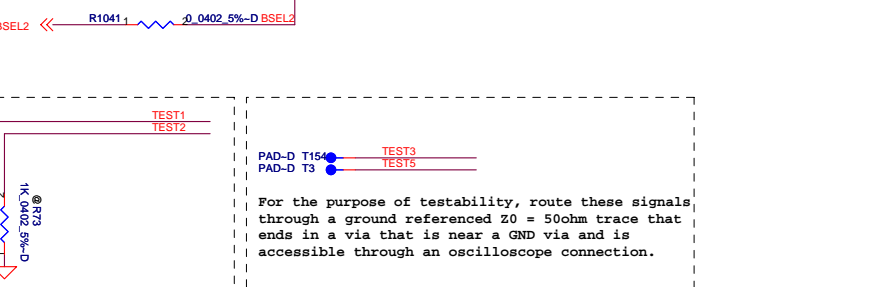 BSEL2
R1041 1 2 0_0402_5%~D BSEL2
TEST1
TEST2
PAD~D T154 TEST3
PAD~D T3 TEST5
2
@ R73
1K_0402_5%~D
For the purpose of testability, route these signals
through a ground referenced Z0 = 50ohm trace that
ends in a via that is near a GND via and is
accessible through an oscilloscope connection.